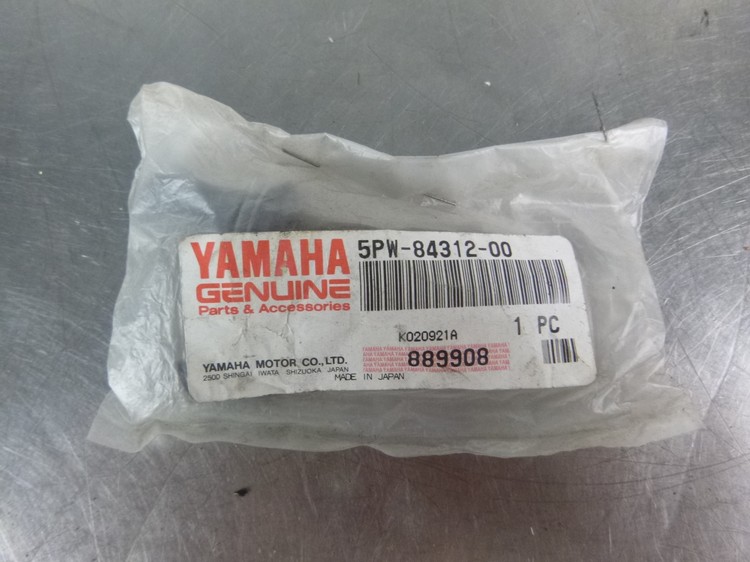 YAMAHA
GENUINE
Parts & Accessories
5PW-84312-00
K020921A
1 PC
889908
YAMAHA MOTOR CO.,LTD.
2500 SHINGAI IWATA SHIZUOKA JAPAN
MADE IN JAPAN